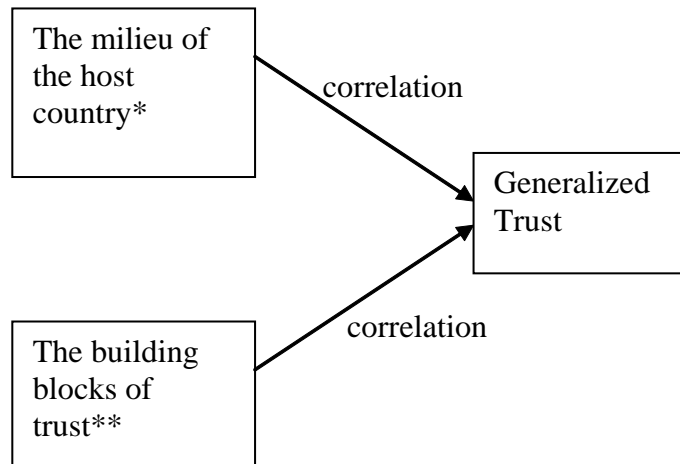 The milieu of
the host
country*
correlation
Generalized
Trust
correlation
The building
blocks of
trust**